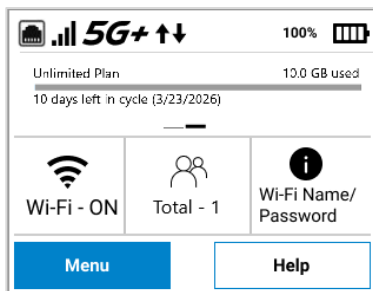 5G+ 100%
Unlimited Plan 10.0 GB used
10 days left in cycle (3/23/2026)
Wi-Fi - ON
Total - 1
Wi-Fi Name/
Password
Menu
Help